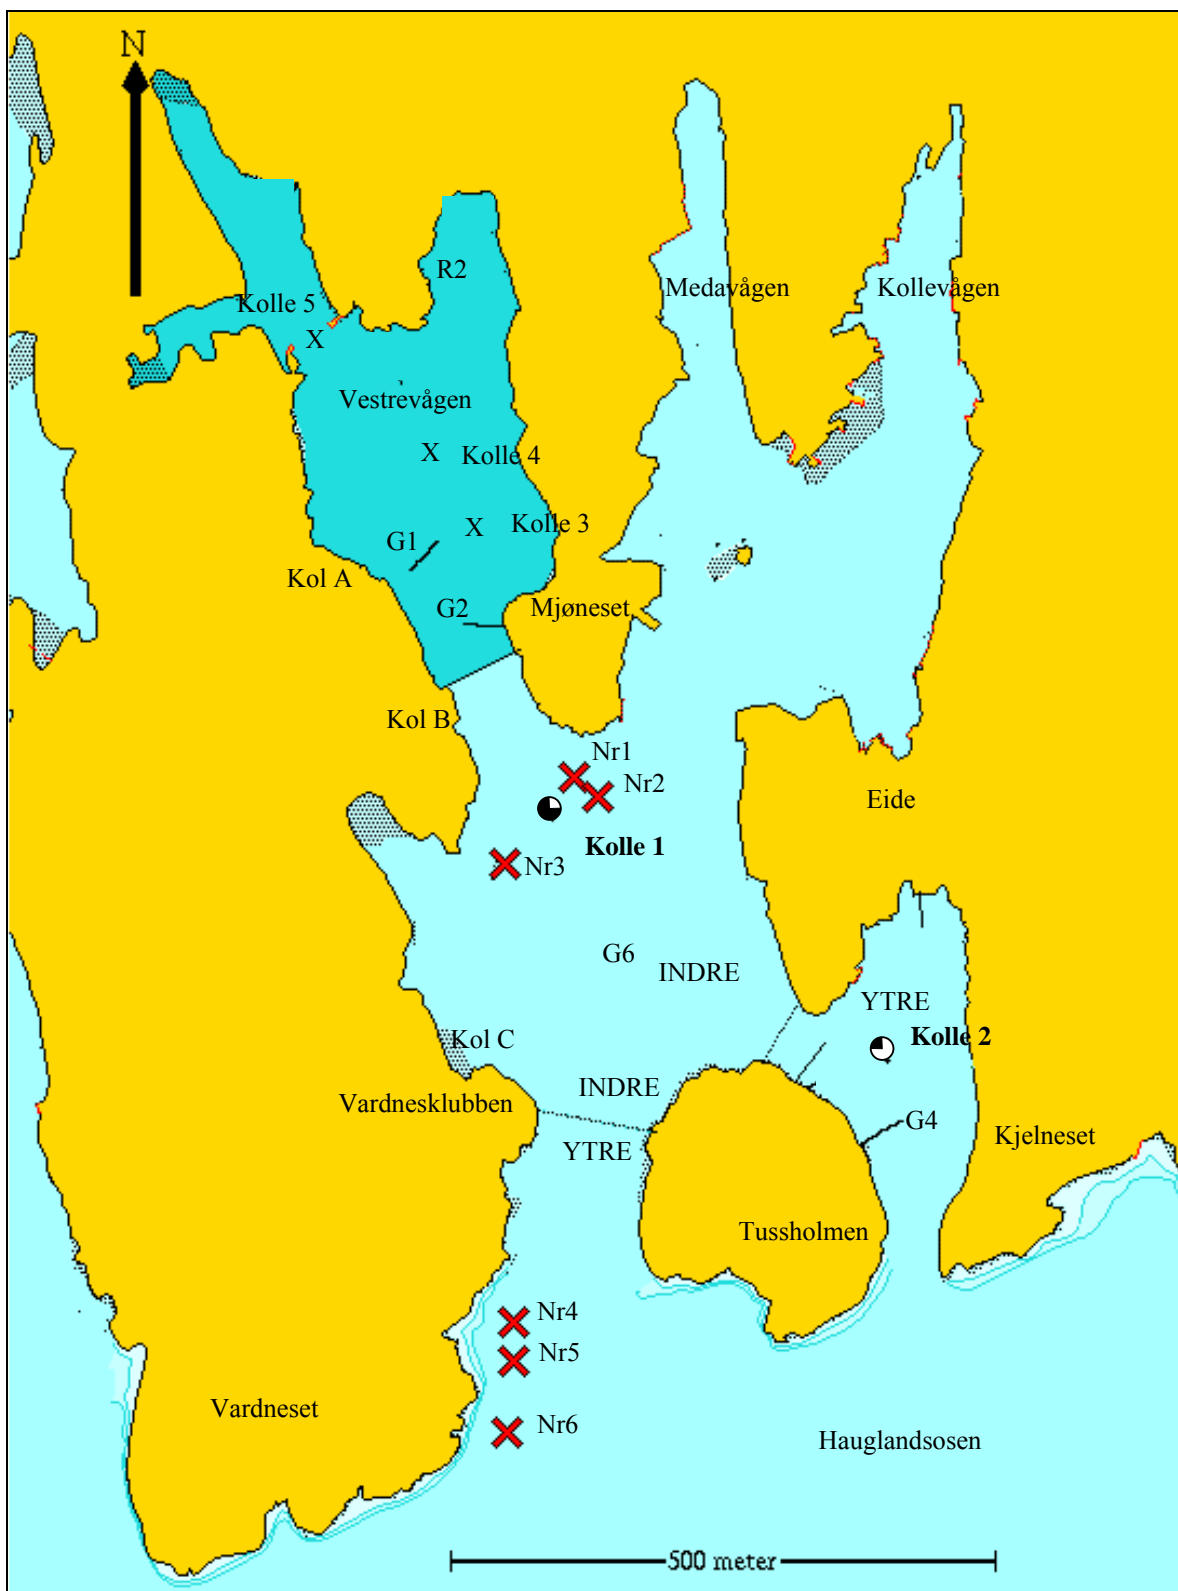 N
R2
Medavågen
Kollevågen
Kolle 5
X
Vestrevågen
X
Kolle 4
X
Kolle 3
G1
Kol A
G2
Mjøneset
Kol B
Nr1
Nr2
Eide
Kolle 1
Nr3
G6
INDRE
YTRE
Kol C
Kolle 2
INDRE
Vardnesklubben
G4
YTRE
Kjelneset
Tussholmen
Nr4
Nr5
Vardneset
Nr6
Hauglandsosen
500 meter